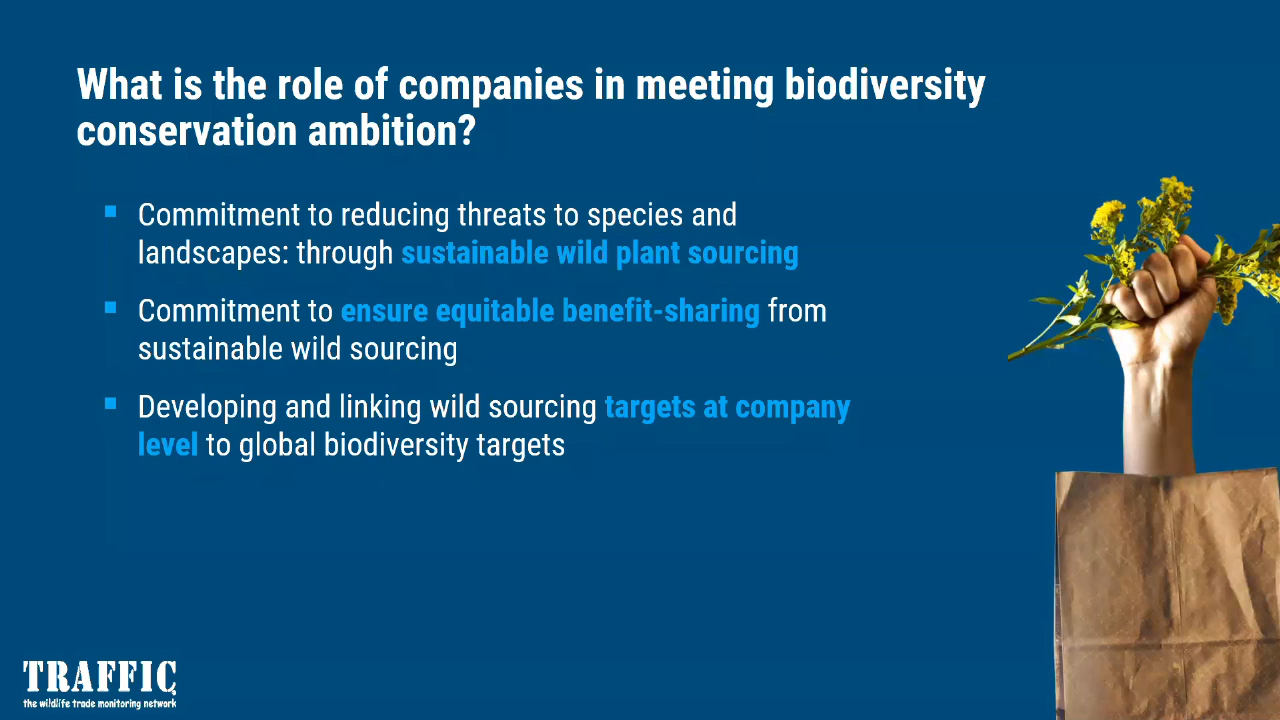 What is the role of companies in meeting biodiversity
conservation ambition?
Commitment to reducing threats to species and
landscapes: through sustainable wild plant sourcing
Commitment to ensure equitable benefit-sharing from
sustainable wild sourcing
Developing and linking wild sourcing targets at company
level to global biodiversity targets
TRAFFIC
the wildlife trade monitoring network